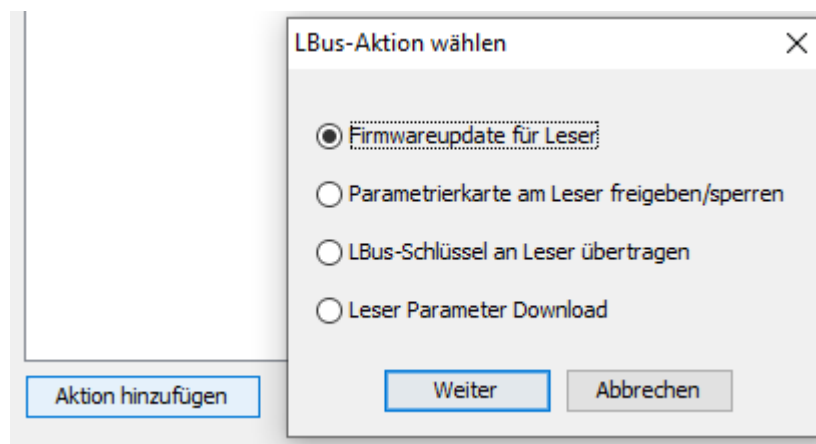 LBus-Aktion wählen
Firmwareupdate für Leser
Parametrierkarte am Leser freigeben/sperren
LBus-Schlüssel an Leser übertragen
Leser Parameter Download
Weiter
Abbrechen
Aktion hinzufügen